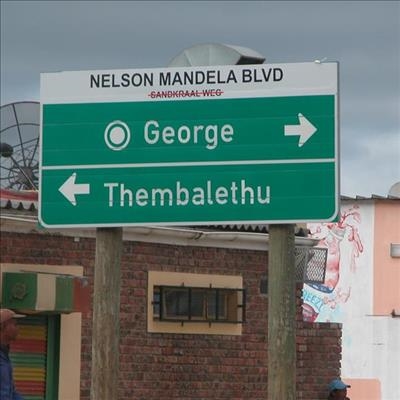 NELSON MANDELA BLVD
SANDKRAAL WEG
George
Thembalethu